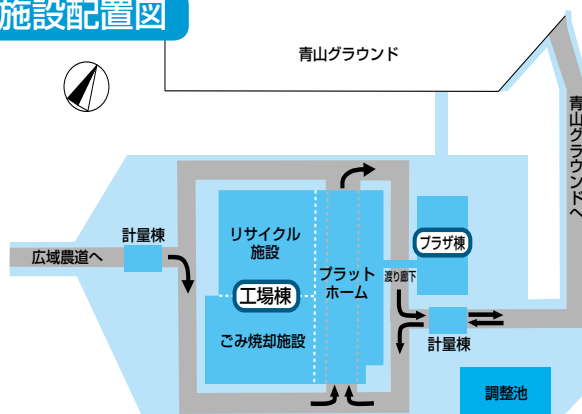 施設配置図
青山グラウンド
青山グラウンドへ
計量棟
広域農道へ
リサイクル
施設
工場棟
ごみ焼却施設
プラット
ホーム
渡り廊下
プラザ棟
計量棟
調整池